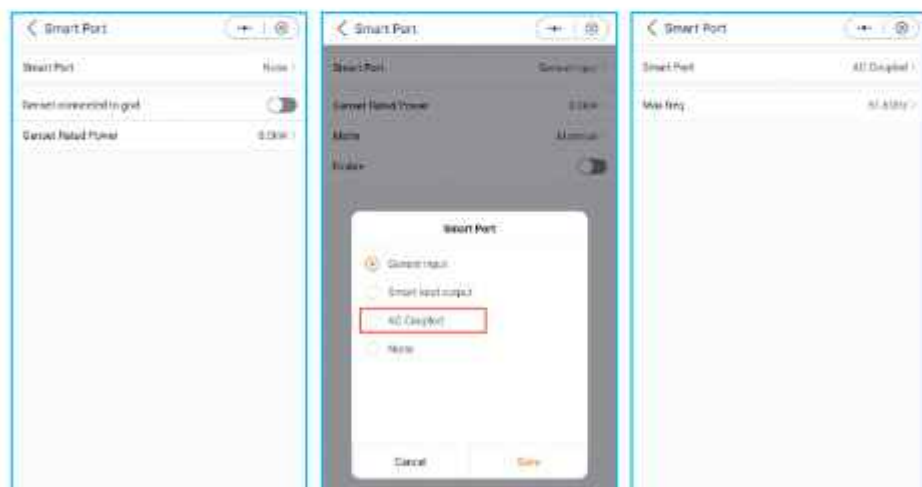 Smart Port
Smart Port
None
Genset connected to grid
Genset Rated Power
Smart Port
Smart Port
Genset input
Genset Rated Power
Mode
Enable
Smart Port
Genset input
Smart load output
AC Coupled
None
Cancel
Save
Smart Port
Smart Port
AC Coupled
Max freq